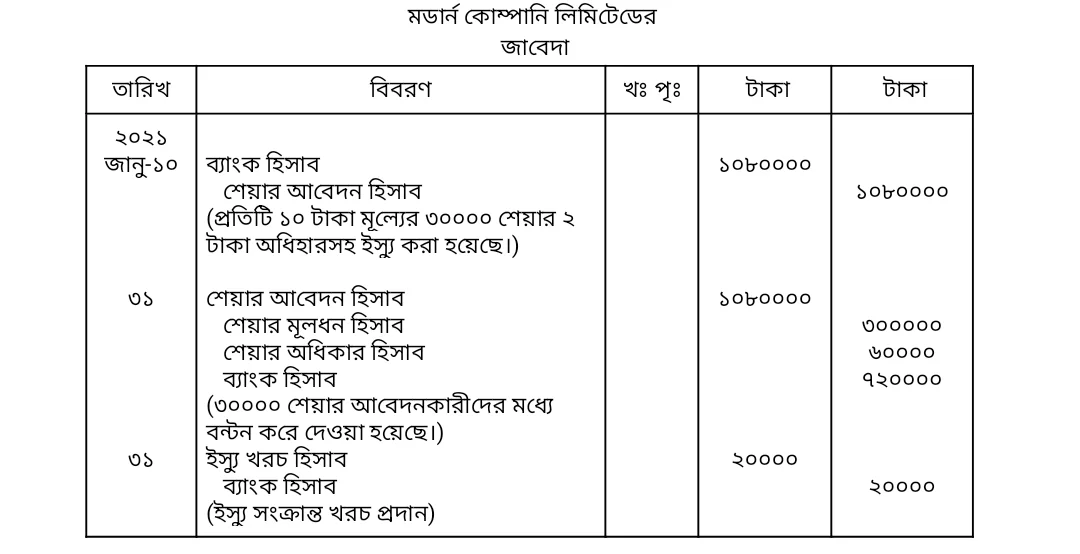 মডার্ন কোম্পানি লিমিটেডের
জাবেদা
তারিখ বিবরণ খঃ পৃঃ টাকা টাকা
২০২১
জানু-১০ ব্যাংক হিসাব ১০৮০০০০
শেয়ার আবেদন হিসাব ১০৮০০০০
(প্রতিটি ১০ টাকা মূল্যের ৩০০০০ শেয়ার ২
টাকা অধিহারসহ ইস্যু করা হয়েছে।)
৩১ শেয়ার আবেদন হিসাব ১০৮০০০০
শেয়ার মূলধন হিসাব ৩০০০০০
শেয়ার অধিকার হিসাব ৬০০০০
ব্যাংক হিসাব ৭২০০০০
(৩০০০০ শেয়ার আবেদনকারীদের মধ্যে
বন্টন করে দেওয়া হয়েছে।)
৩১ ইস্যু খরচ হিসাব ২০০০০
ব্যাংক হিসাব ২০০০০
(ইস্যু সংক্রান্ত খরচ প্রদান)